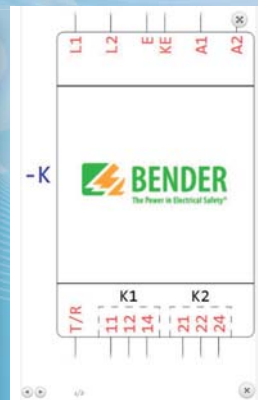 L1 L2 E KE A1 A2
-K
BENDER
The Power in Electrical Safety®
K1 K2
T/R 11 12 14 21 22 24